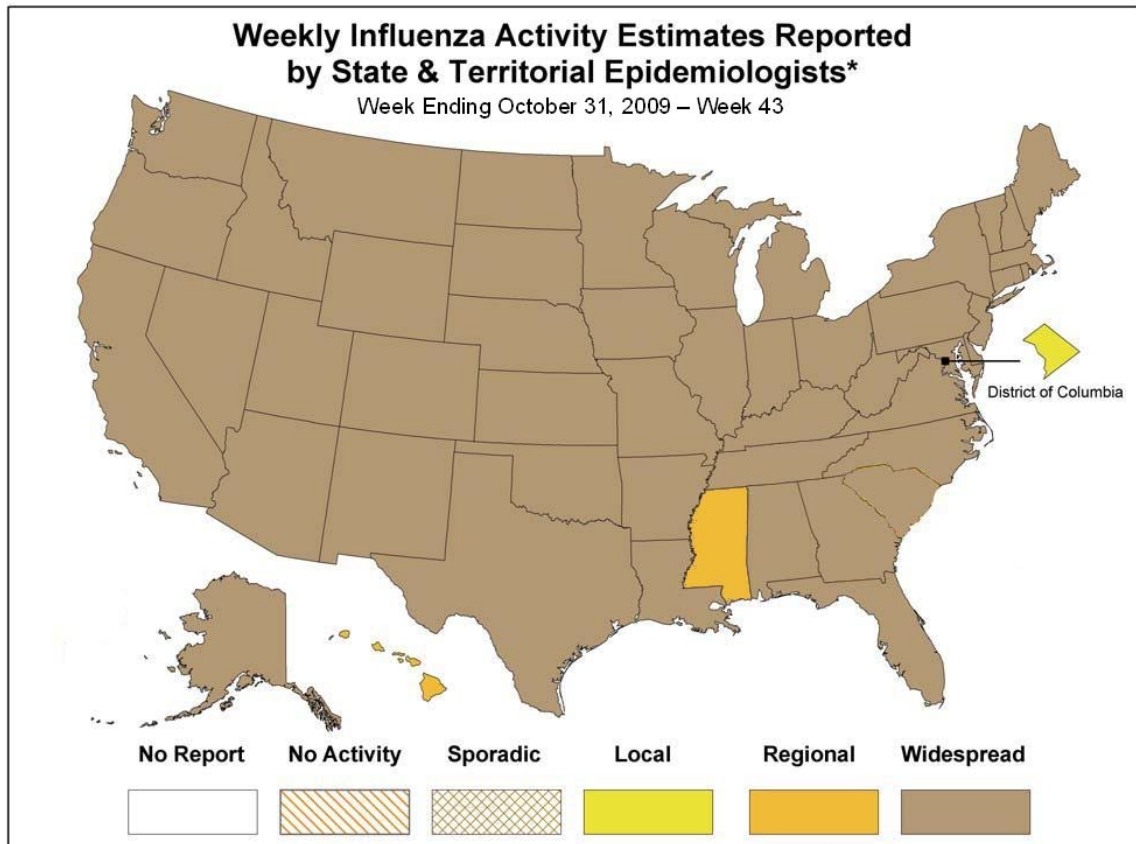 Weekly Influenza Activity Estimates Reported
by State & Territorial Epidemiologists*
Week Ending October 31, 2009 – Week 43
District of Columbia
No Report
No Activity
Sporadic
Local
Regional
Widespread